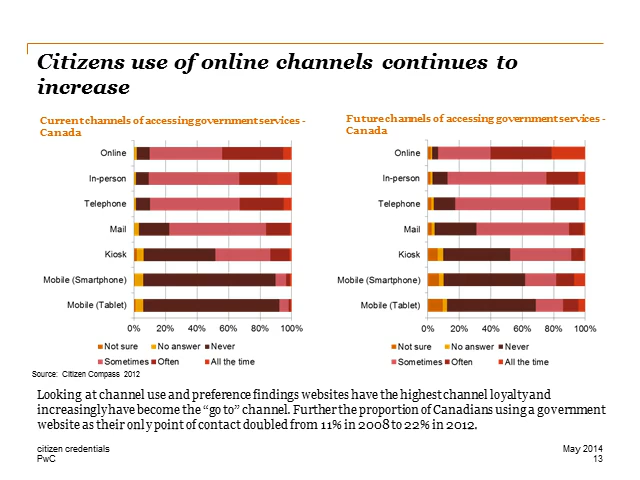 Citizens use of online channels continues to
increase
Current channels of accessing government services -
Canada
Online
In-person
Telephone
Mail
Kiosk
Mobile (Smartphone)
Mobile (Tablet)
0% 20% 40% 60% 80% 100%
Not sure No answer Never
Sometimes Often All the time
Future channels of accessing government services -
Canada
Online
In-person
Telephone
Mail
Kiosk
Mobile (Smartphone)
Mobile (Tablet)
0% 20% 40% 60% 80% 100%
Not sure No answer Never
Sometimes Often All the time
Source: Citizen Compass 2012
Looking at channel use and preference findings websites have the highest channel loyalty and
increasingly have become the “go to” channel. Further the proportion of Canadians using a government
website as their only point of contact doubled from 11% in 2008 to 22% in 2012.
citizen credentials May 2014
PwC 13